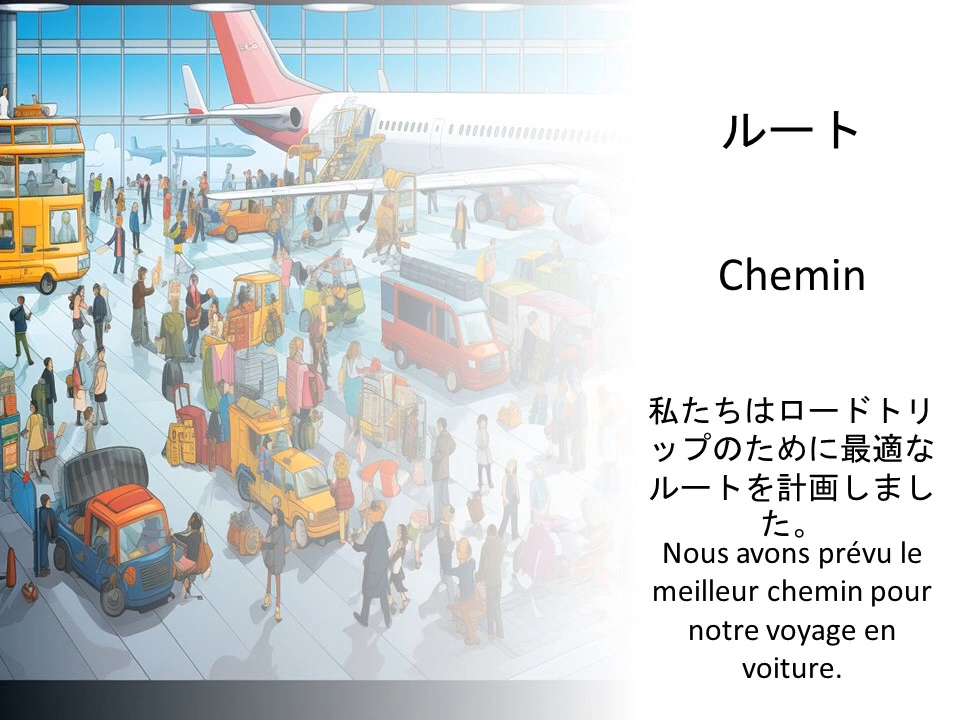 ルート
Chemin
私たちはロードトリ
ップのために最適な
ルートを計画しまし
た。
Nous avons prévu le
meilleur chemin pour
notre voyage en
voiture.